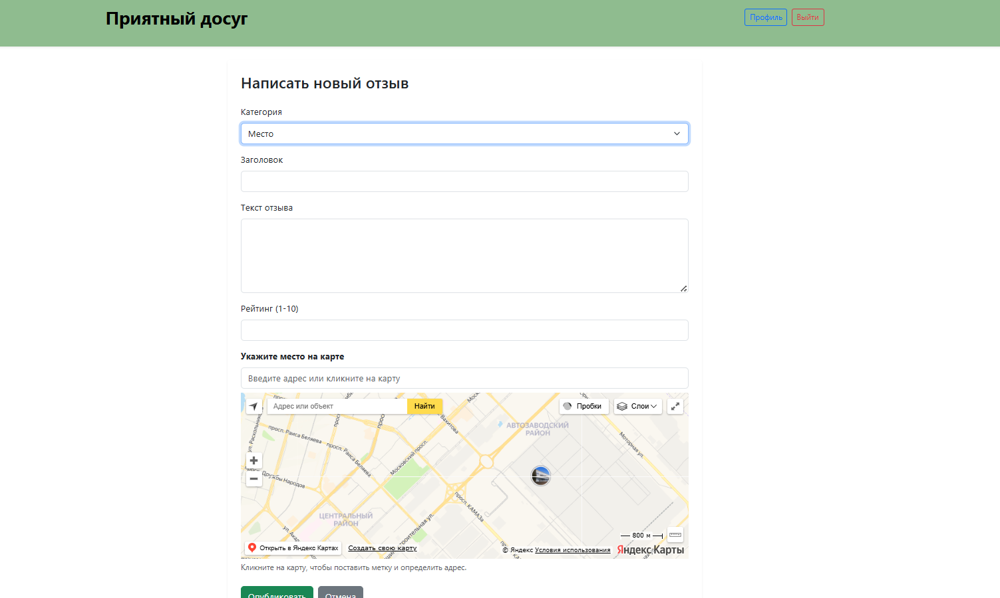 Приятный досуг
Профиль
Выйти
Написать новый отзыв
Категория
Место
Заголовок
Текст отзыва
Рейтинг (1-10)
Укажите место на карте
Введите адрес или кликните на карту
Адрес или объект
Найти
Пробки
Слои
АВТОЗАВОДСКИЙ
РАЙОН
просп. Раиса Беляева
просп. Раиса Беляева
Вахитова
Московский просп.
Моторная ул.
просп. Дружбы Народов
просп. КАМАЗа
ЦЕНТРАЛЬНЫЙ
РАЙОН
800 м
Открыть в Яндекс Картах
Создать свою карту
© Яндекс Условия использования
Яндекс Карты
Кликните на карту, чтобы поставить метку и определить адрес.
Опубликовать
Отмена